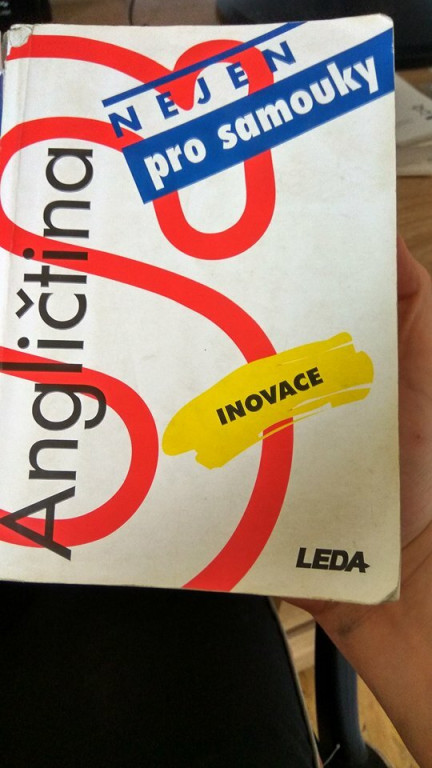 NEJEN
pro samouky
Angličtina
INOVACE
LEDA